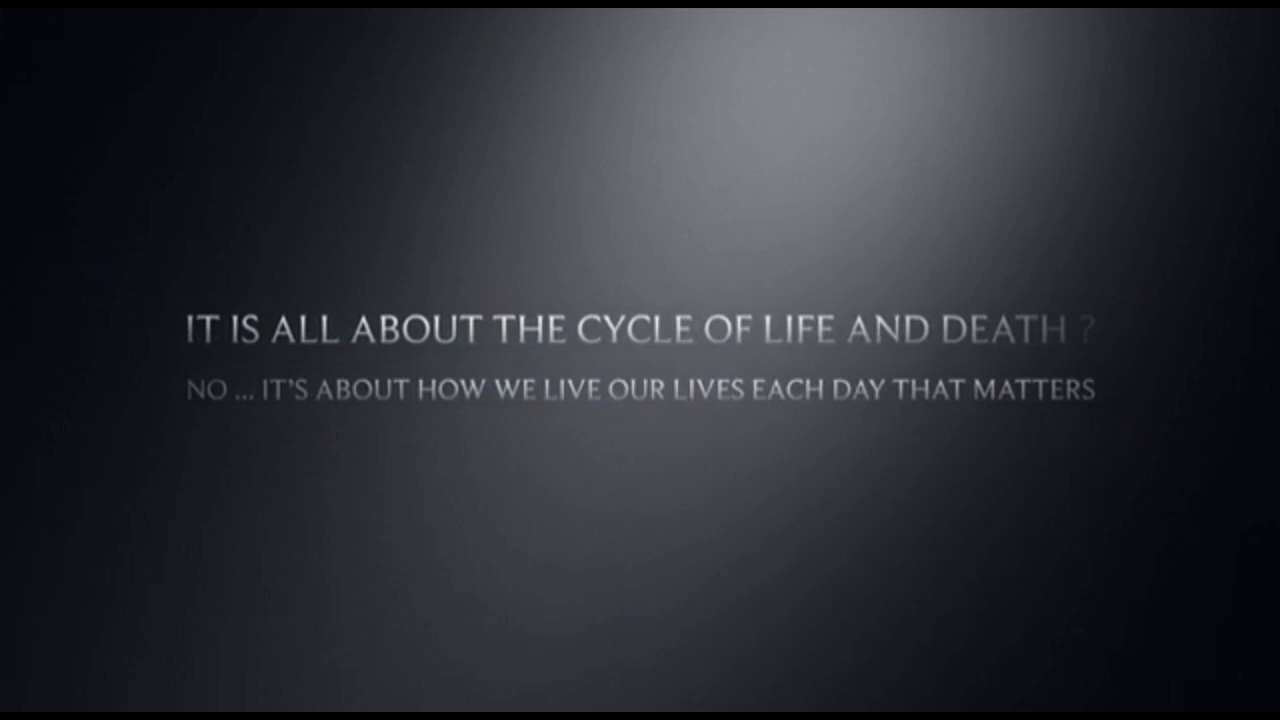 IT IS ALL ABOUT THE CYCLE OF LIFE AND DEATH ?
NO ... IT'S ABOUT HOW WE LIVE OUR LIVES EACH DAY THAT MATTERS